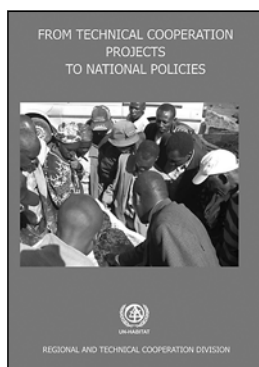 FROM TECHNICAL COOPERATION
PROJECTS
TO NATIONAL POLICIES
UN-HABITAT
REGIONAL AND TECHNICAL COOPERATION DIVISION